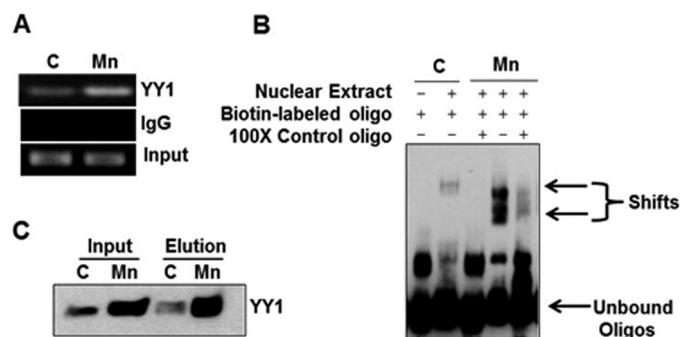 A
C Mn
YY1
IgG
Input
B
C Mn
Nuclear Extract - + + + +
Biotin-labeled oligo + + + + +
100X Control oligo - - + - +
Shifts
Unbound
Oligos
C
Input Elution
C Mn C Mn
YY1